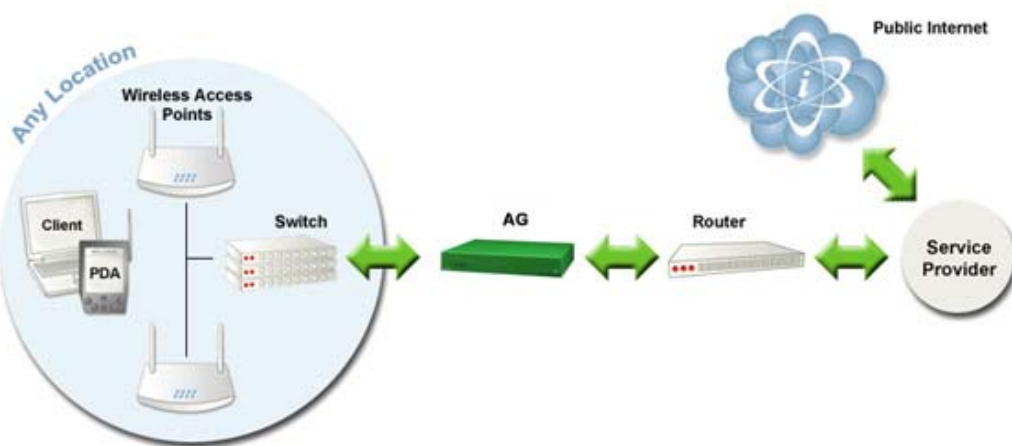 Any Location
Wireless Access
Points
Client
PDA
Switch
AG
Router
Service
Provider
Public Internet